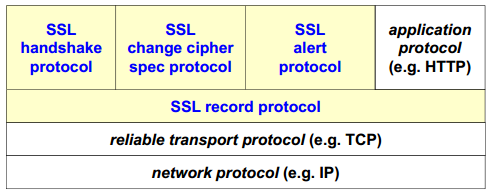 SSL
handshake
protocol
SSL
change cipher
spec protocol
SSL
alert
protocol
application
protocol
(e.g. HTTP)
SSL record protocol
reliable transport protocol (e.g. TCP)
network protocol (e.g. IP)